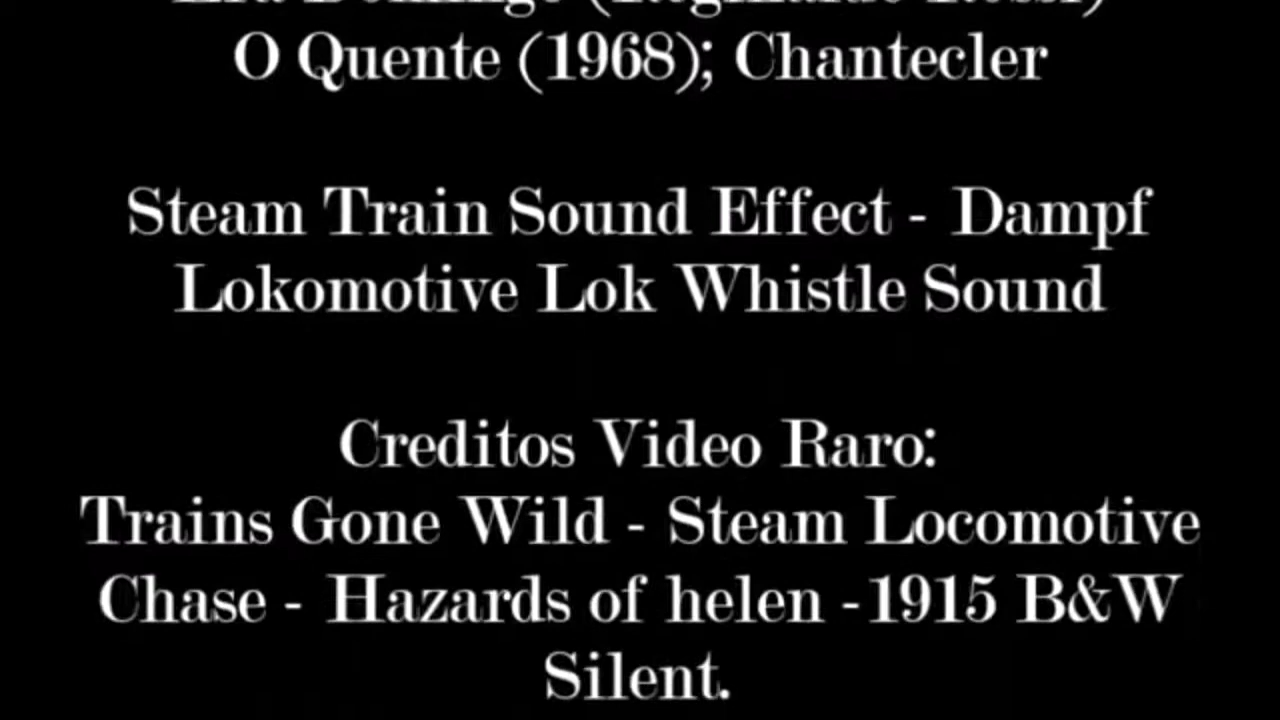 O Quente (1968); Chantecler
Steam Train Sound Effect - Dampf
Lokomotive Lok Whistle Sound
Creditos Video Raro:
Trains Gone Wild - Steam Locomotive
Chase - Hazards of helen -1915 B&W
Silent.